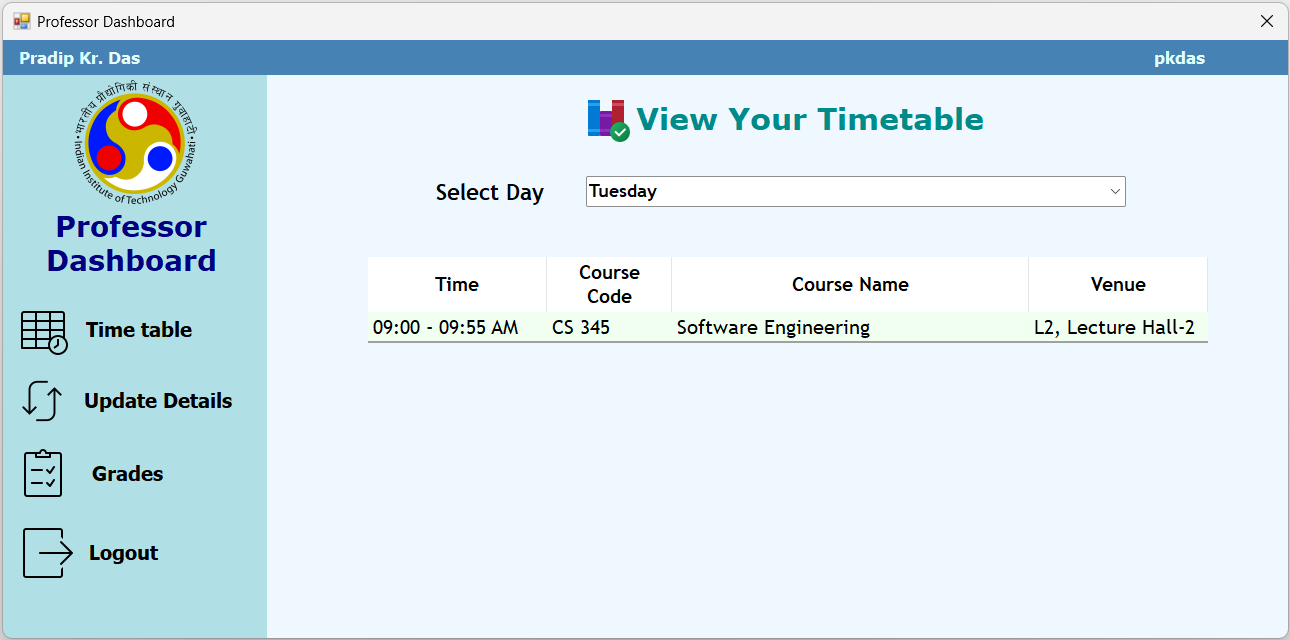 Professor Dashboard
Pradip Kr. Das
pkdas
भारतीय प्रौद्योगिकी संस्थान गुवाहाटी
Indian Institute of Technology Guwahati
Professor
Dashboard
Time table
Update Details
Grades
Logout
View Your Timetable
Select Day
Tuesday
Time
Course
Code
Course Name
Venue
09:00 - 09:55 AM
CS 345
Software Engineering
L2, Lecture Hall-2